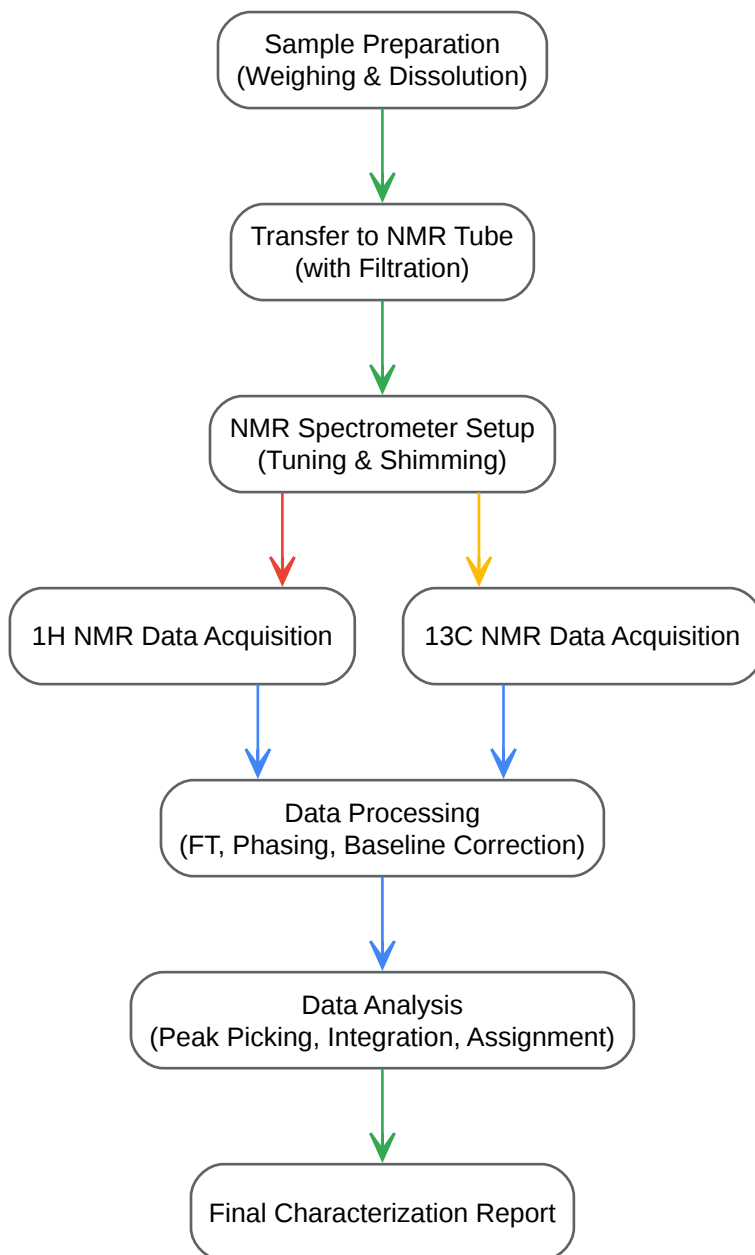 Sample Preparation
(Weighing & Dissolution)
Transfer to NMR Tube
(with Filtration)
NMR Spectrometer Setup
(Tuning & Shimming)
1H NMR Data Acquisition
13C NMR Data Acquisition
Data Processing
(FT, Phasing, Baseline Correction)
Data Analysis
(Peak Picking, Integration, Assignment)
Final Characterization Report